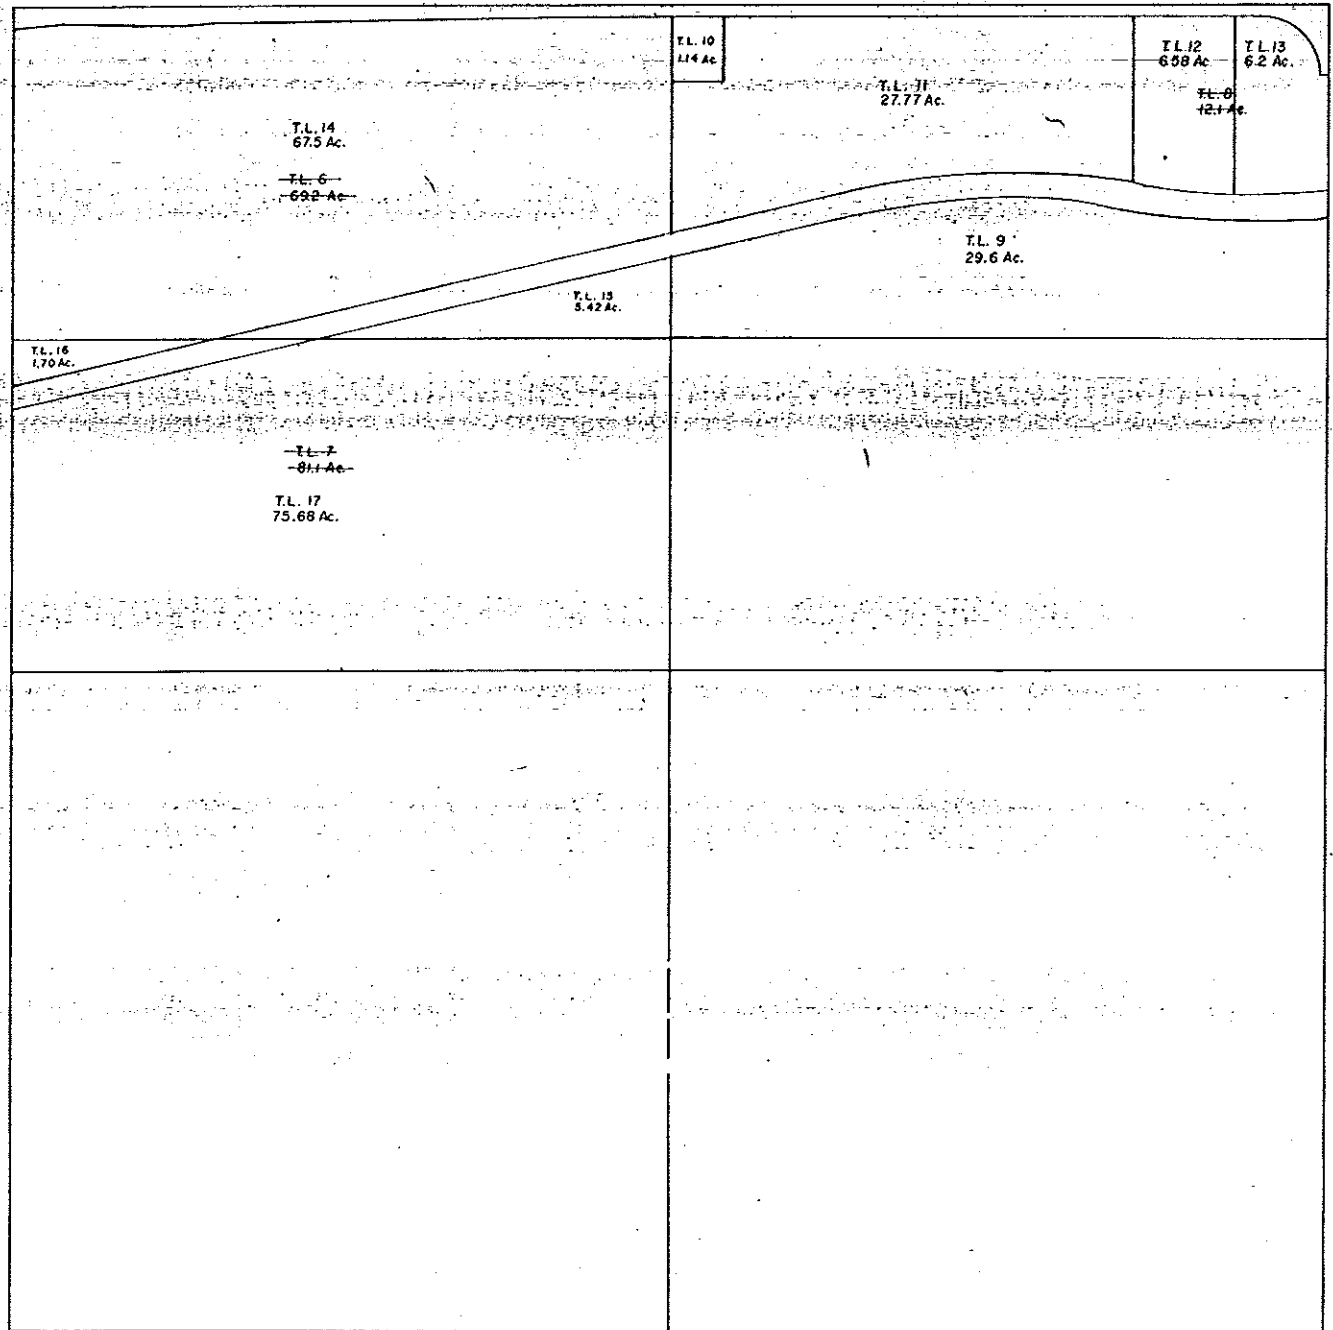 T.L. 10
1.14 Ac.
T.L. 12
6.58 Ac.
T.L. 13
6.2 Ac.
T.L. 11
27.77 Ac.
T.L. 8
12.1 Ac.
T.L. 14
67.5 Ac.
T.L. 6
69.2 Ac.
T.L. 9
29.6 Ac.
T.L. 15
5.42 Ac.
T.L. 16
1.70 Ac.
T.L. 7
81.1 Ac.
T.L. 17
75.68 Ac.